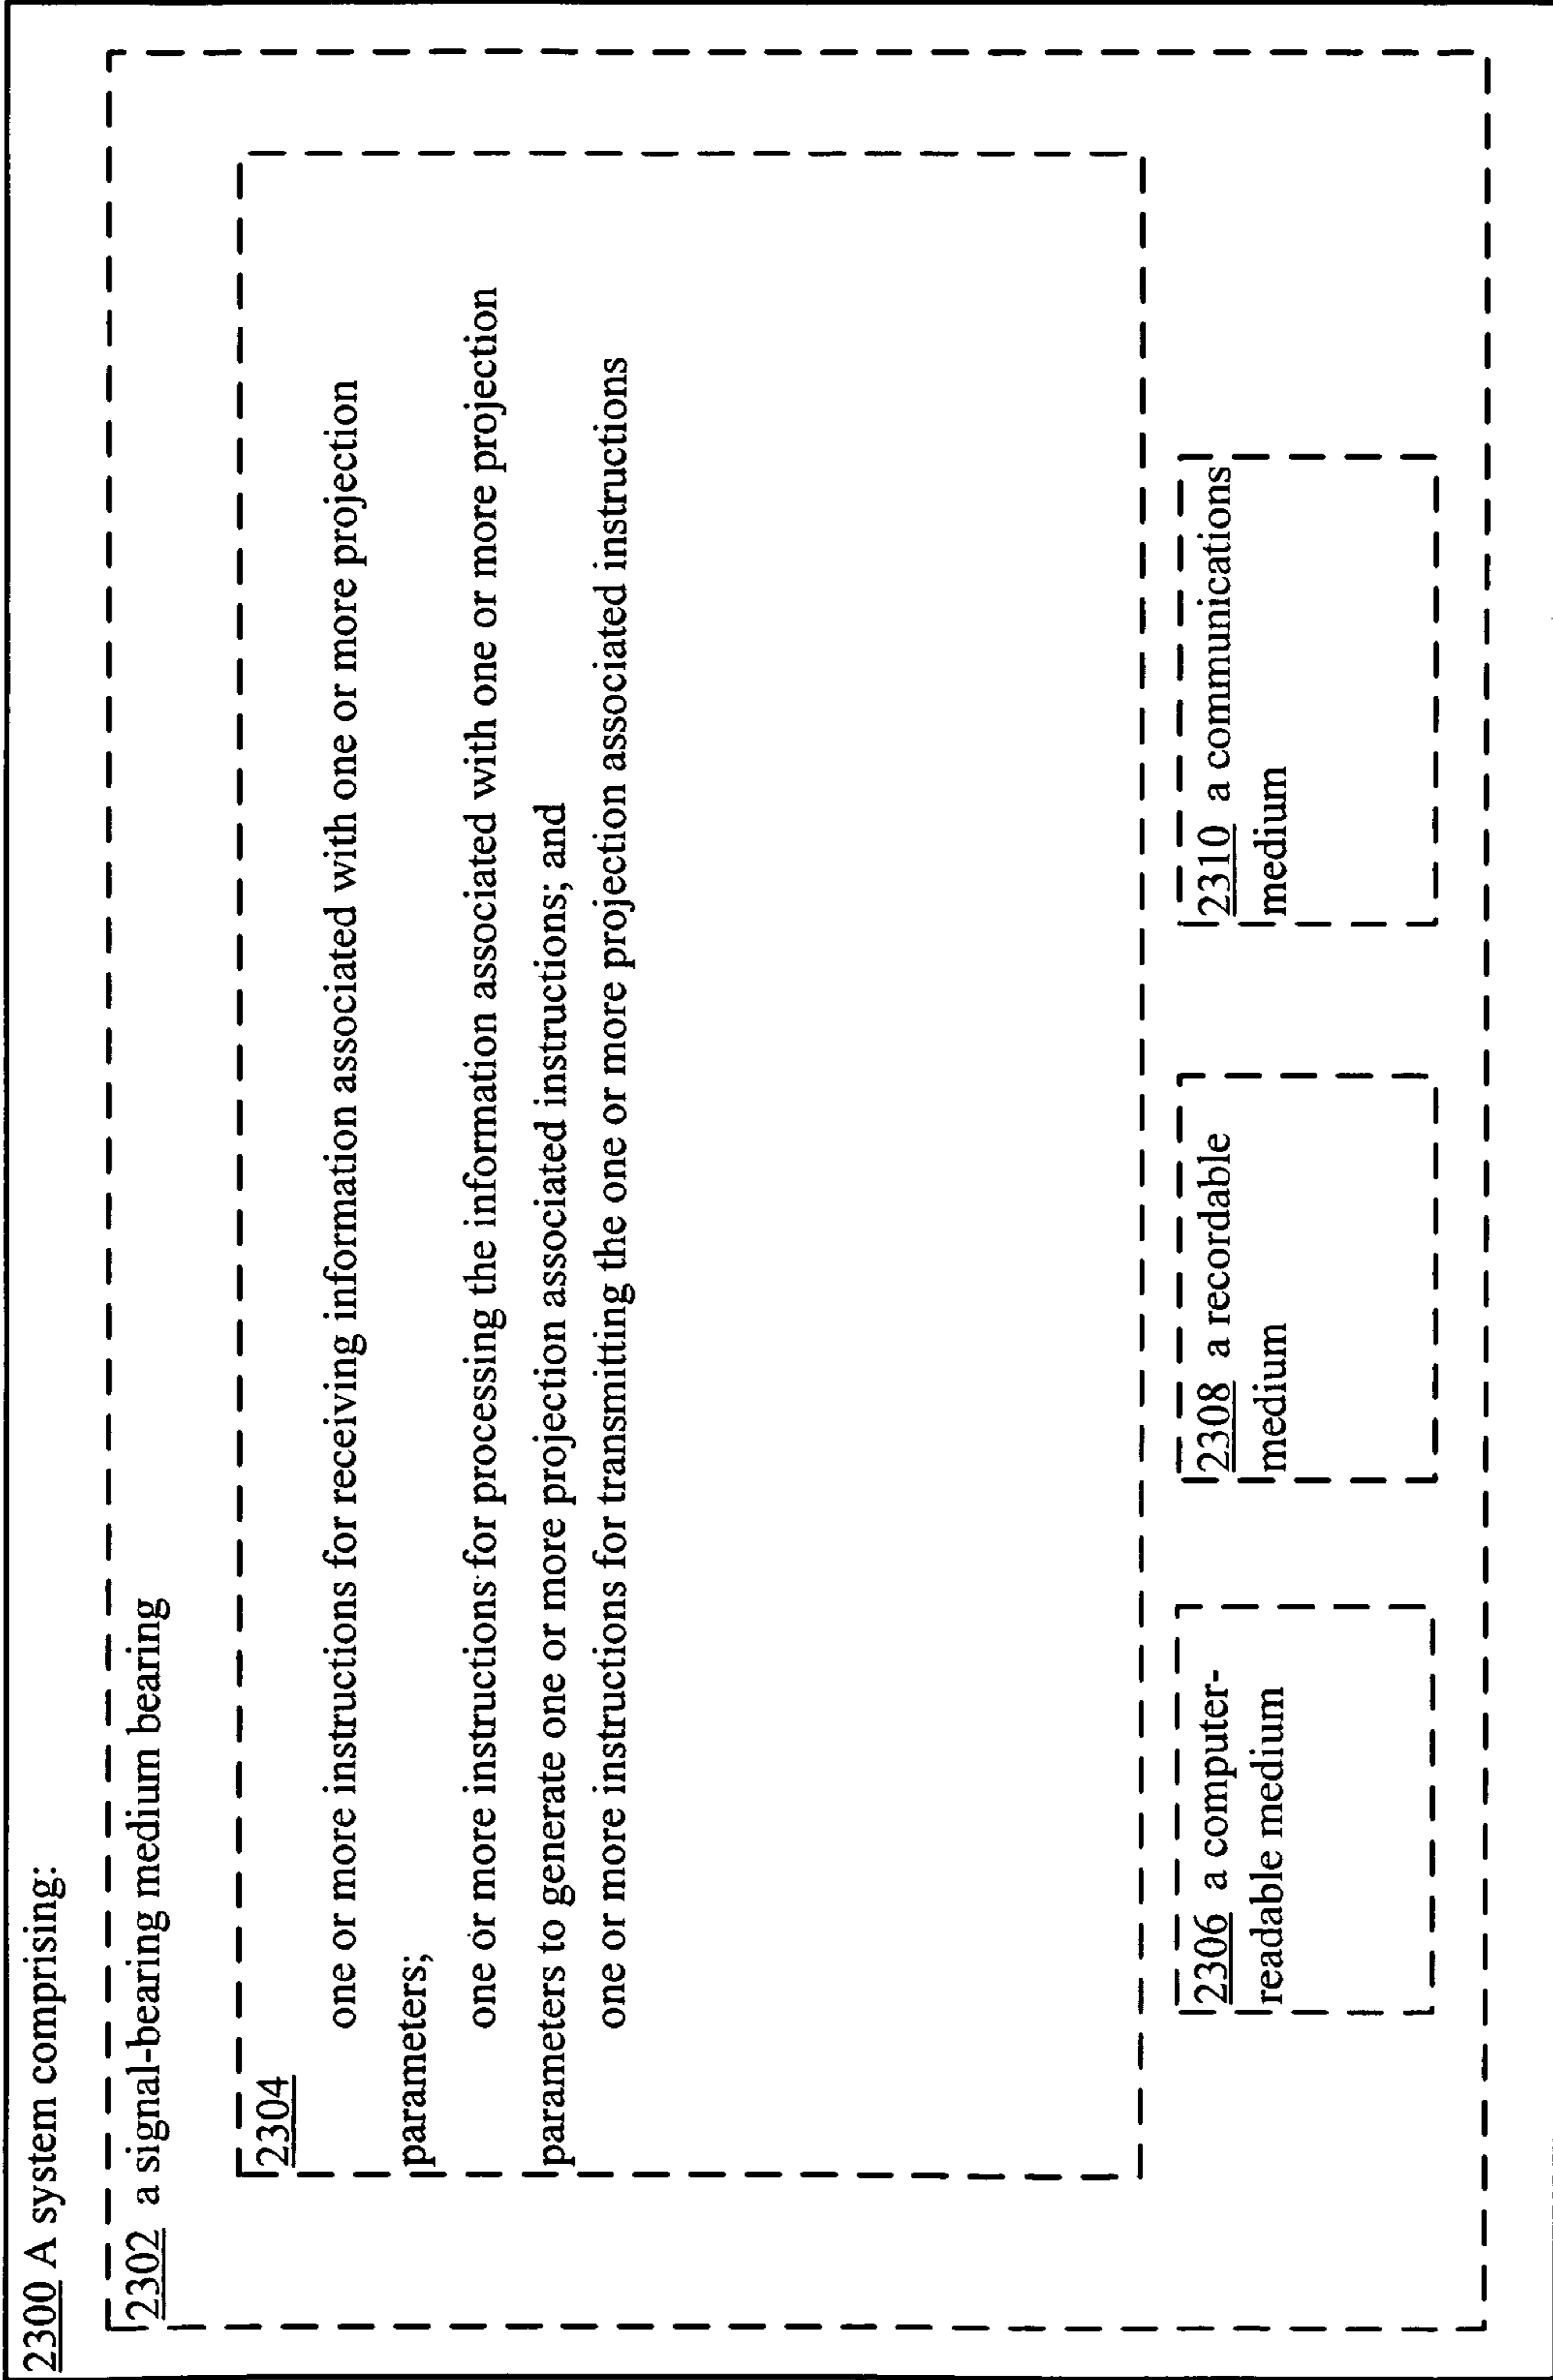 2300 A system comprising:
2302 a signal-bearing medium bearing
2304
one or more instructions for receiving information associated with one or more projection
parameters;
one or more instructions for processing the information associated with one or more projection
parameters to generate one or more projection associated instructions; and
one or more instructions for transmitting the one or more projection associated instructions
2306 a computer-
readable medium
2308 a recordable
medium
2310 a communications
medium